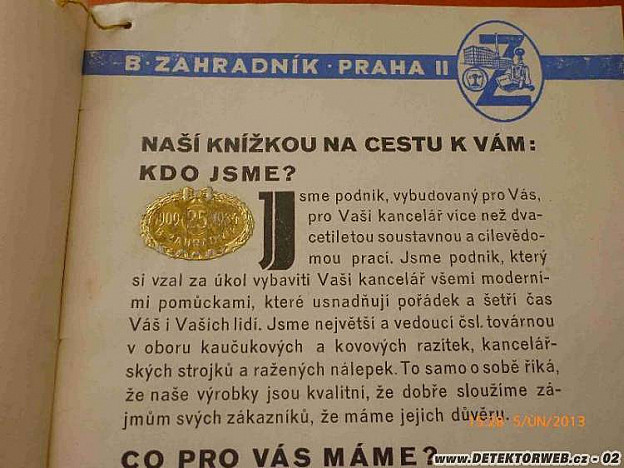 B · ZAHRADNÍK · PRAHA II
Z
NAŠÍ KNÍŽKOU NA CESTU K VÁM:
KDO JSME?
1909 25 1934
B. ZAHRADNÍK
Jsme podnik, vybudovaný pro Vás,
pro Vaši kancelář více než dva-
cetiletou soustavnou a cílevědo-
mou prací. Jsme podnik, který
si vzal za úkol vybaviti Vaši kancelář všemi moderní-
mi pomůckami, které usnadňují pořádek a šetří čas
Váš i Vašich lidí. Jsme největší a vedoucí čsl. továrnou
v oboru kaučukových a kovových razítek, kancelář-
ských strojků a ražených nálepek. To samo o sobě říká,
že naše výrobky jsou kvalitní, že dobře sloužíme zá-
jmům svých zákazníků, že máme jejich důvěru.
15:28 5/ÚN/2013
CO PRO VÁS MÁME?
www.DETEKTORWEB.cz - 02